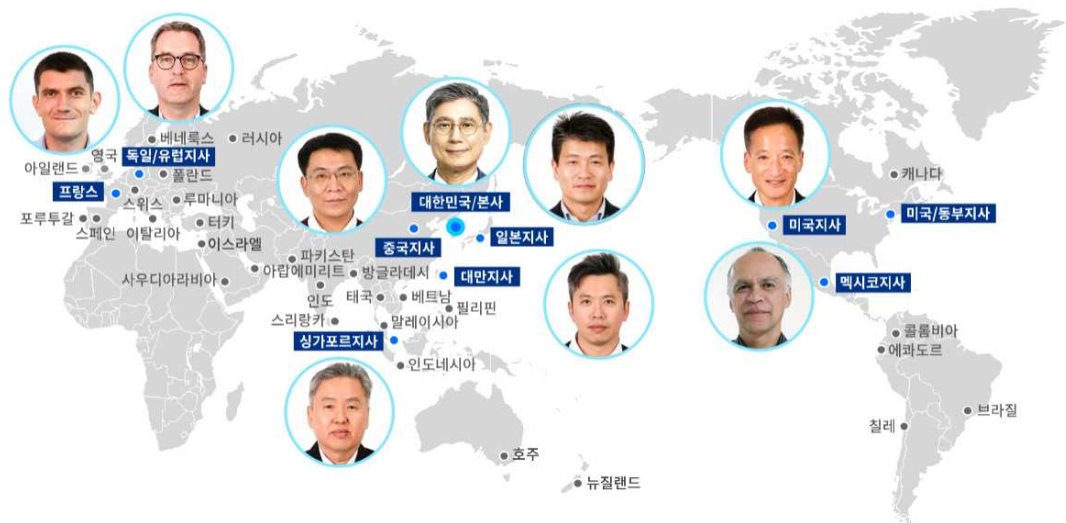 베네룩스
러시아
영국
독일/유럽지사
아일랜드
폴란드
프랑스
스위스
루마니아
포루투갈
스페인
이탈리아
터키
이스라엘
사우디아라비아
아랍에미리트
파키스탄
인도
방글라데시
스리랑카
태국
베트남
필리핀
말레이시아
싱가포르지사
인도네시아
대한민국/본사
중국지사
일본지사
대만지사
호주
뉴질랜드
캐나다
미국지사
미국/동부지사
멕시코지사
콜롬비아
에콰도르
브라질
칠레